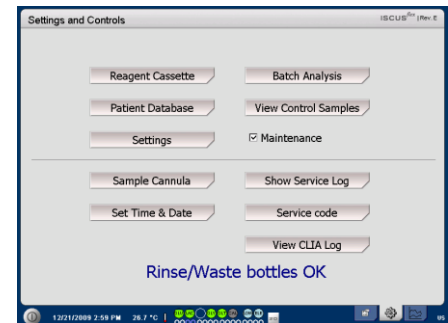 Settings and Controls
ISCUS flex | Rev. E
Reagent Cassette
Batch Analysis
Patient Database
View Control Samples
Settings
Maintenance
Sample Cannula
Show Service Log
Set Time & Date
Service code
View CLIA Log
Rinse/Waste bottles OK
12/21/2009 2:59 PM 26.7 °C